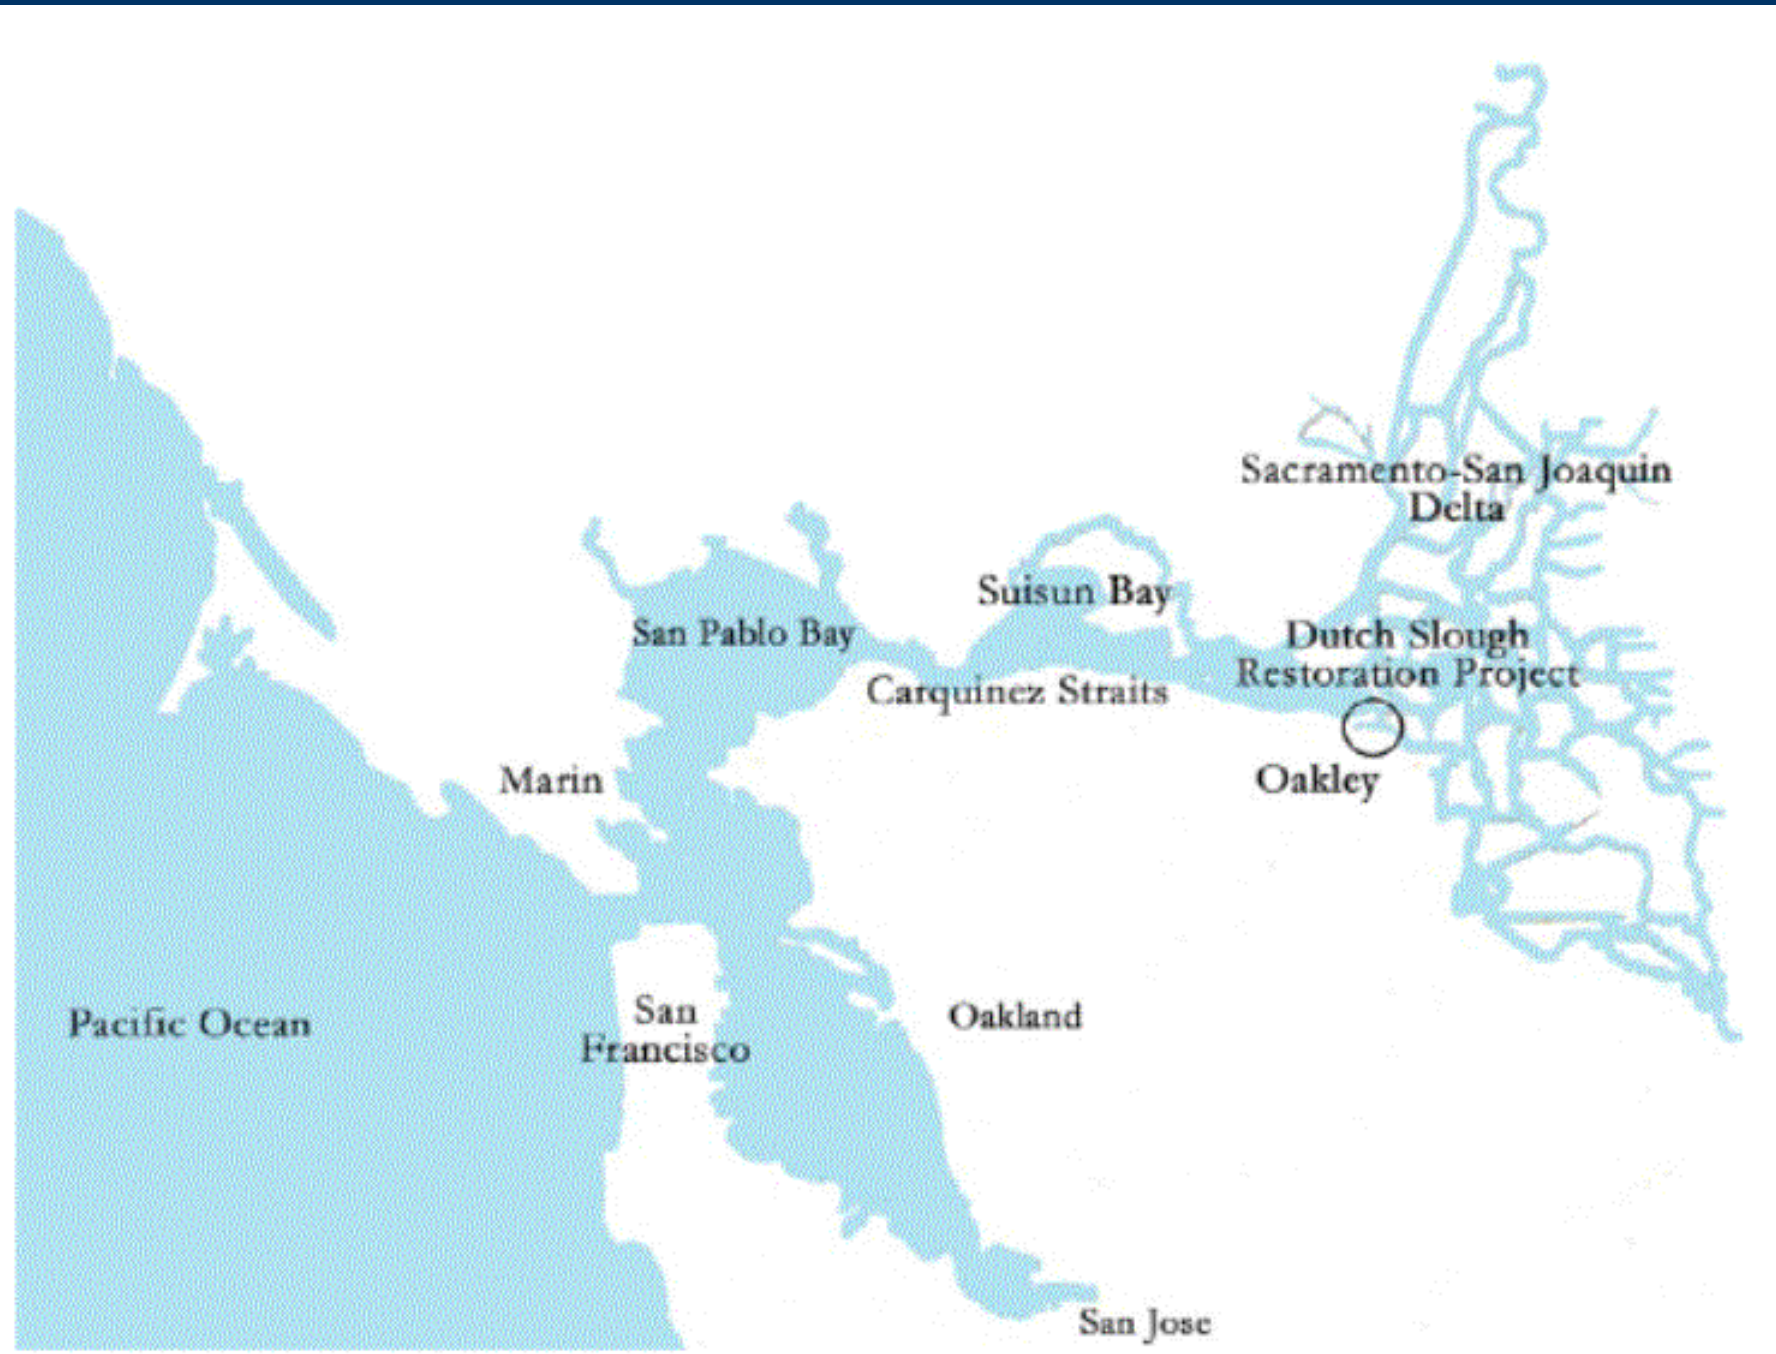 Sacramento-San Joaquin
Delta
Suisun Bay
San Pablo Bay
Dutch Slough
Restoration Project
Carquinez Straits
Marin
Oakley
Pacific Ocean
San
Francisco
Oakland
San Jose